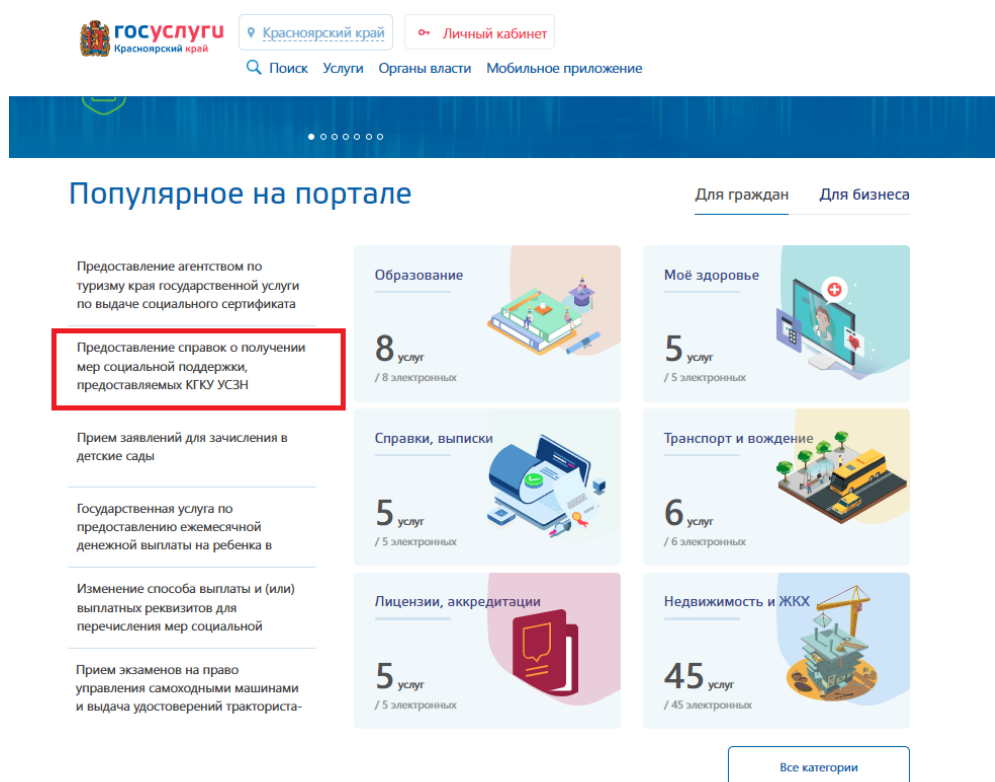 госуслуги
Красноярский край
Красноярский край
Личный кабинет
Поиск Услуги Органы власти Мобильное приложение
Популярное на портале
Для граждан Для бизнеса
Предоставление агентством по
туризму края государственной услуги
по выдаче социального сертификата
Предоставление справок о получении
мер социальной поддержки,
предоставляемых КГКУ УСЗН
Прием заявлений для зачисления в
детские сады
Государственная услуга по
предоставлению ежемесячной
денежной выплаты на ребенка в
Изменение способа выплаты и (или)
выплатных реквизитов для
перечисления мер социальной
Прием экзаменов на право
управления самоходными машинами
и выдача удостоверений тракториста-
Образование
8 услуг
/ 8 электронных
Моё здоровье
5 услуг
/ 5 электронных
Справки, выписки
5 услуг
/ 5 электронных
Транспорт и вождение
6 услуг
/ 6 электронных
Лицензии, аккредитации
5 услуг
/ 5 электронных
Недвижимость и ЖКХ
45 услуг
/ 45 электронных
Все категории